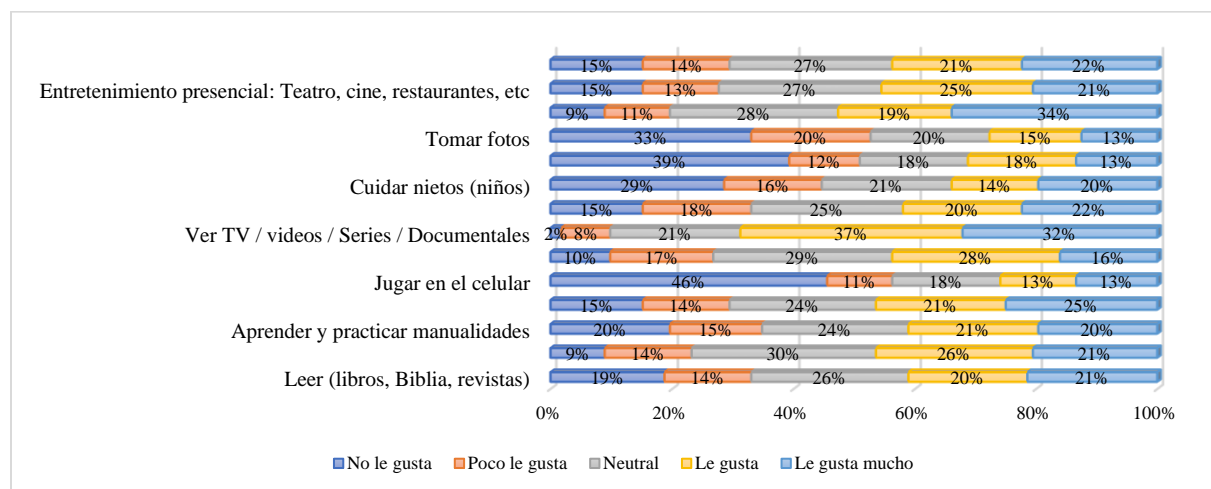 15% 14% 27% 21% 22%
Entretenimiento presencial: Teatro, cine, restaurantes, etc 15% 13% 27% 25% 21%
9% 11% 28% 19% 34%
Tomar fotos 33% 20% 20% 15% 13%
39% 12% 18% 18% 13%
Cuidar nietos (niños) 29% 16% 21% 14% 20%
15% 18% 25% 20% 22%
Ver TV / videos / Series / Documentales 2% 8% 21% 37% 32%
10% 17% 29% 28% 16%
Jugar en el celular 46% 11% 18% 13% 13%
15% 14% 24% 21% 25%
Aprender y practicar manualidades 20% 15% 24% 21% 20%
9% 14% 30% 26% 21%
Leer (libros, Biblia, revistas) 19% 14% 26% 20% 21%
0% 20% 40% 60% 80% 100%
No le gusta Poco le gusta Neutral Le gusta Le gusta mucho